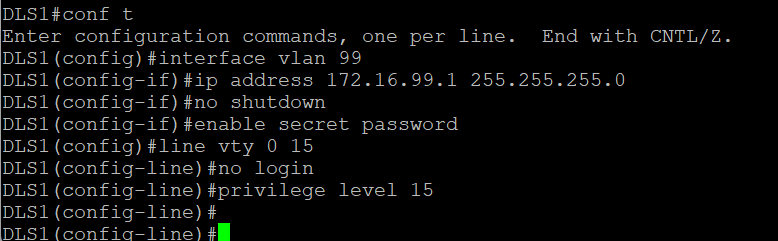 DLS1#conf t
Enter configuration commands, one per line.  End with CNTL/Z.
DLS1(config)#interface vlan 99
DLS1(config-if)#ip address 172.16.99.1 255.255.255.0
DLS1(config-if)#no shutdown
DLS1(config-if)#enable secret password
DLS1(config)#line vty 0 15
DLS1(config-line)#no login
DLS1(config-line)#privilege level 15
DLS1(config-line)#
DLS1(config-line)#